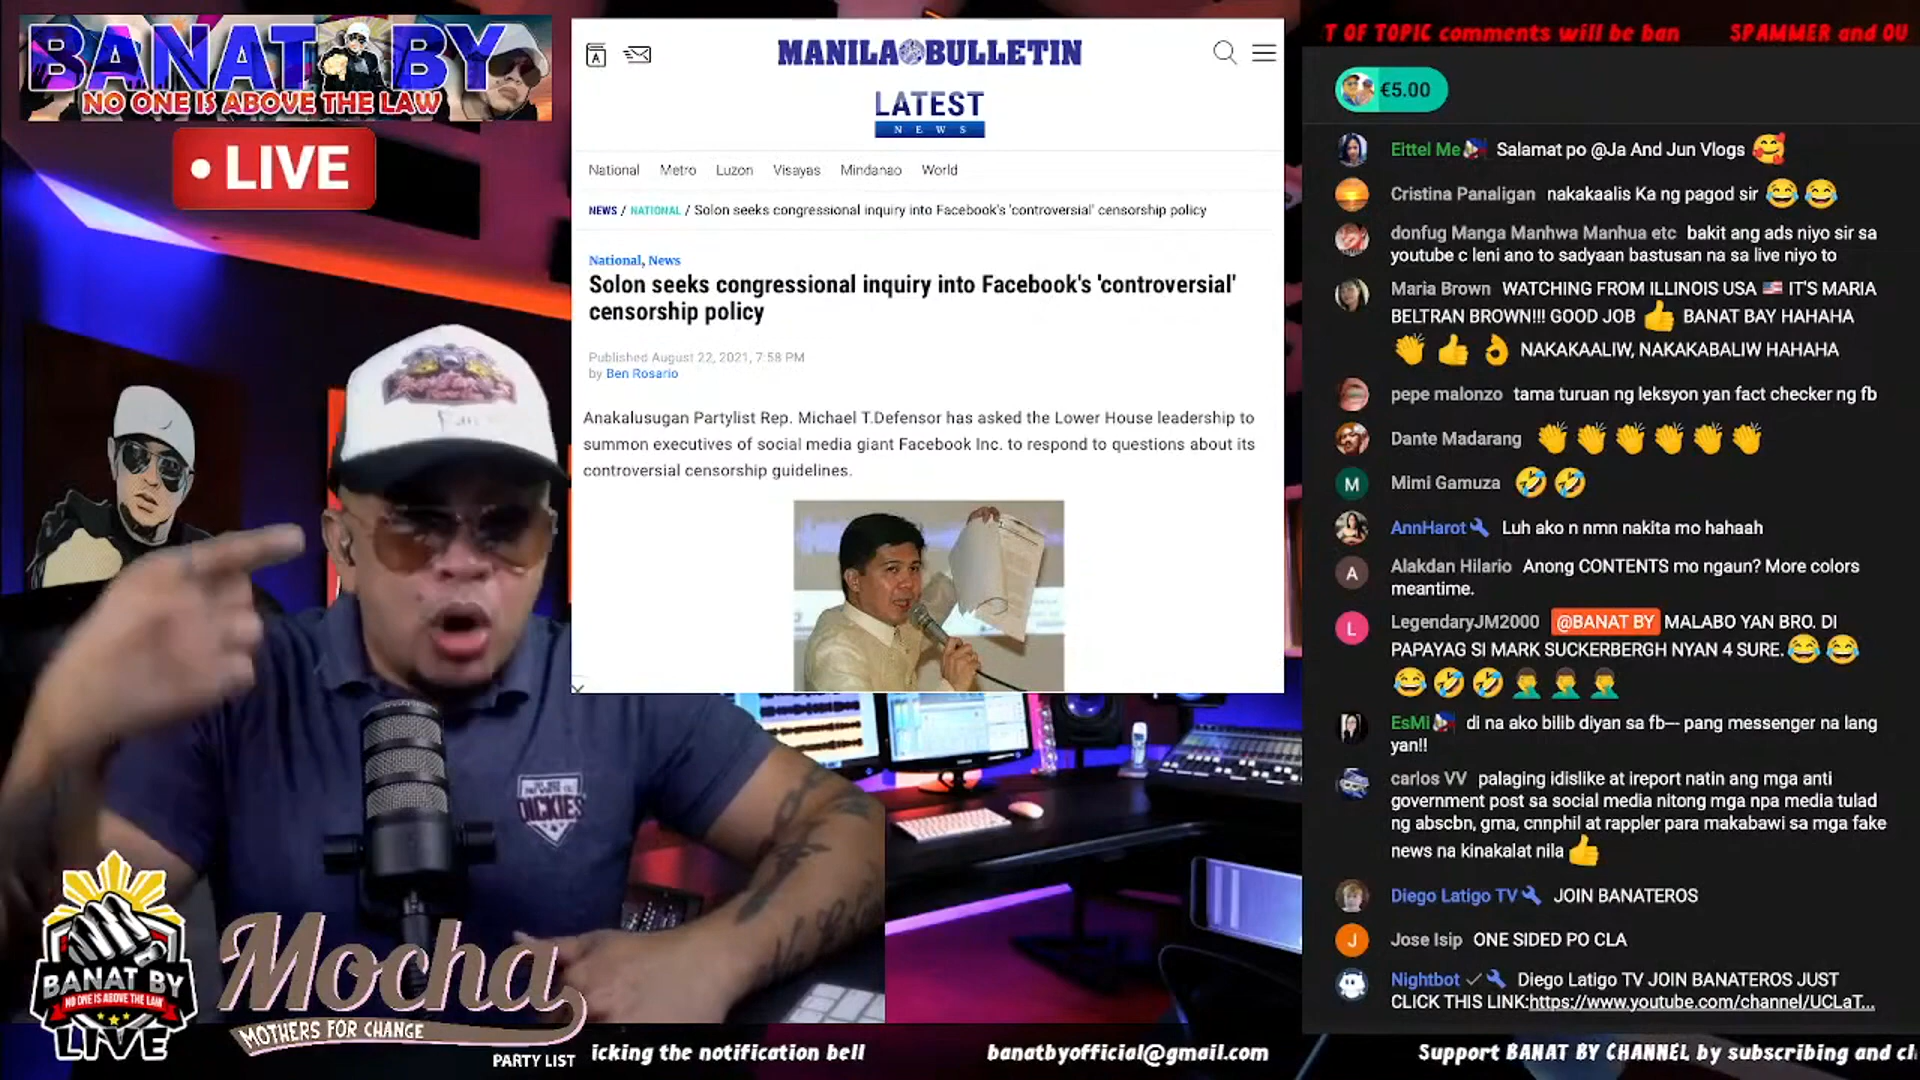 BANAT BY
NO ONE IS ABOVE THE LAW
LIVE
A
MANILA BULLETIN
LATEST
NEWS
National Metro Luzon Visayas Mindanao World
NEWS / NATIONAL / Solon seeks congressional inquiry into Facebook's 'controversial' censorship policy
National, News
Solon seeks congressional inquiry into Facebook's 'controversial'
censorship policy
Published August 22, 2021, 7:58 PM
by Ben Rosario
Anakalusugan Partylist Rep. Michael T.Defensor has asked the Lower House leadership to
summon executives of social media giant Facebook Inc. to respond to questions about its
controversial censorship guidelines.
DICKIES
BANAT BY
NO ONE IS ABOVE THE LAW
LIVE
Mocha
MOTHERS FOR CHANGE
PARTY LIST
icking the notification bell banatbyofficial@gmail.com Support BANAT BY CHANNEL by subscribing and cl
T OF TOPIC comments will be ban SPAMMER and OU
€5.00
Eittel Me🇵🇭 Salamat po @Ja And Jun Vlogs 🥰
Cristina Panaligan nakakaalis Ka ng pagod sir 😂 😂
donfug Manga Manhwa Manhua etc bakit ang ads niyo sir sa
youtube c leni ano to sadyaan bastusan na sa live niyo to
Maria Brown WATCHING FROM ILLINOIS USA 🇺🇸 IT'S MARIA
BELTRAN BROWN!!! GOOD JOB 👍 BANAT BAY HAHAHA
👏 👍 👌 NAKAKAALIW, NAKAKABALIW HAHAHA
pepe malonzo tama turuan ng leksyon yan fact checker ng fb
Dante Madarang 👏 👏 👏 👏 👏 👏
M Mimi Gamuza 🤣 🤣
AnnHarot Luh ako n nmn nakita mo hahaah
A Alakdan Hilario Anong CONTENTS mo ngaun? More colors
meantime.
L LegendaryJM2000 @BANAT BY MALABO YAN BRO. DI
PAPAYAG SI MARK SUCKERBERGH NYAN 4 SURE. 😂 😂
😂 🤣 🤣 🤦‍♂️ 🤦‍♂️ 🤦‍♂️
EsMi🇵🇭 di na ako bilib diyan sa fb--- pang messenger na lang
yan!!
carlos VV palaging idislike at ireport natin ang mga anti
government post sa social media nitong mga npa media tulad
ng abscbn, gma, cnnphil at rappler para makabawi sa mga fake
news na kinakalat nila 👍
Diego Latigo TV JOIN BANATEROS
J Jose Isip ONE SIDED PO CLA
Nightbot ✓ Diego Latigo TV JOIN BANATEROS JUST
CLICK THIS LINK:https://www.youtube.com/channel/UCLaT...